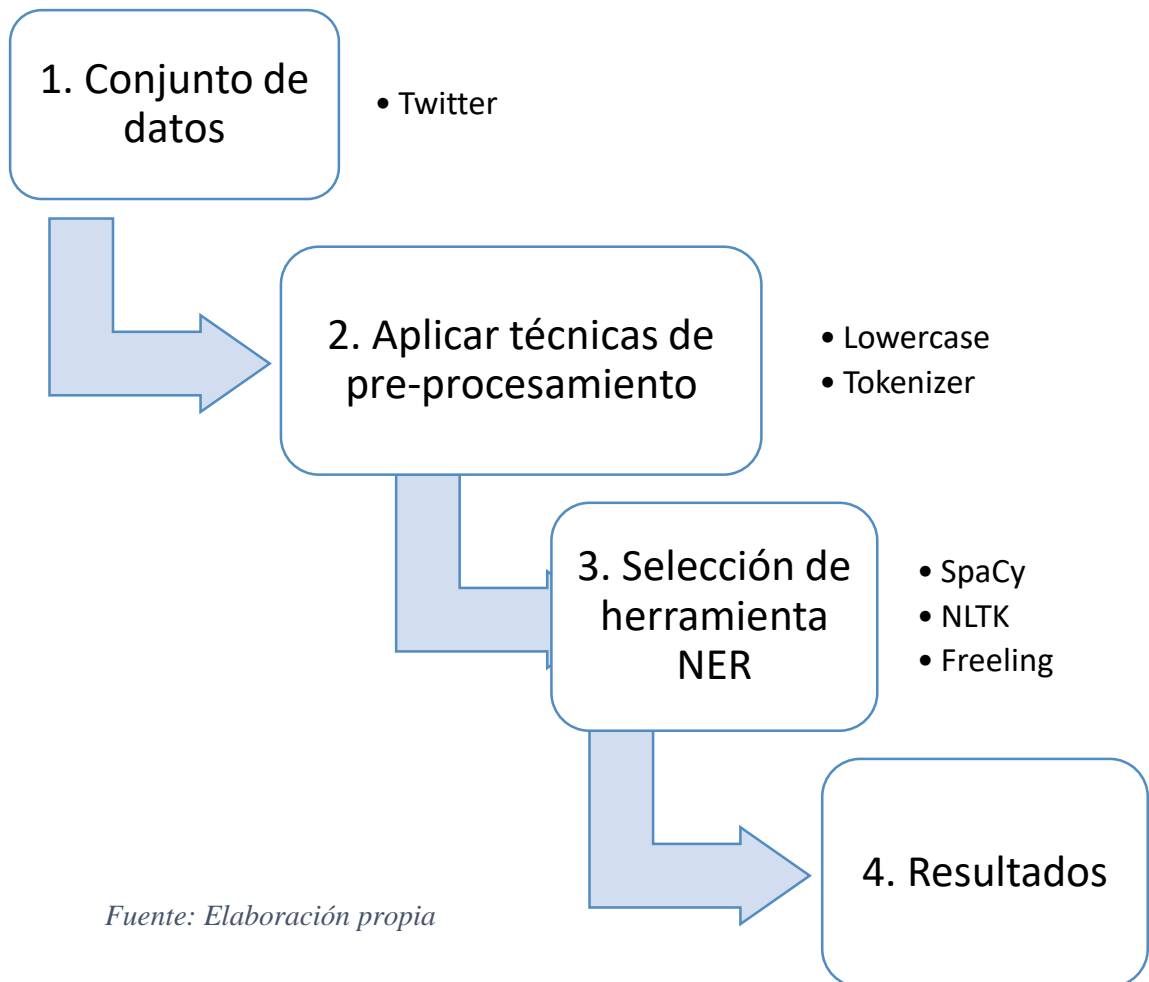 1. Conjunto de
datos
• Twitter
2. Aplicar técnicas de
pre-procesamiento
• Lowercase
• Tokenizer
3. Selección de
herramienta
NER
• SpaCy
• NLTK
• Freeling
4. Resultados
Fuente: Elaboración propia